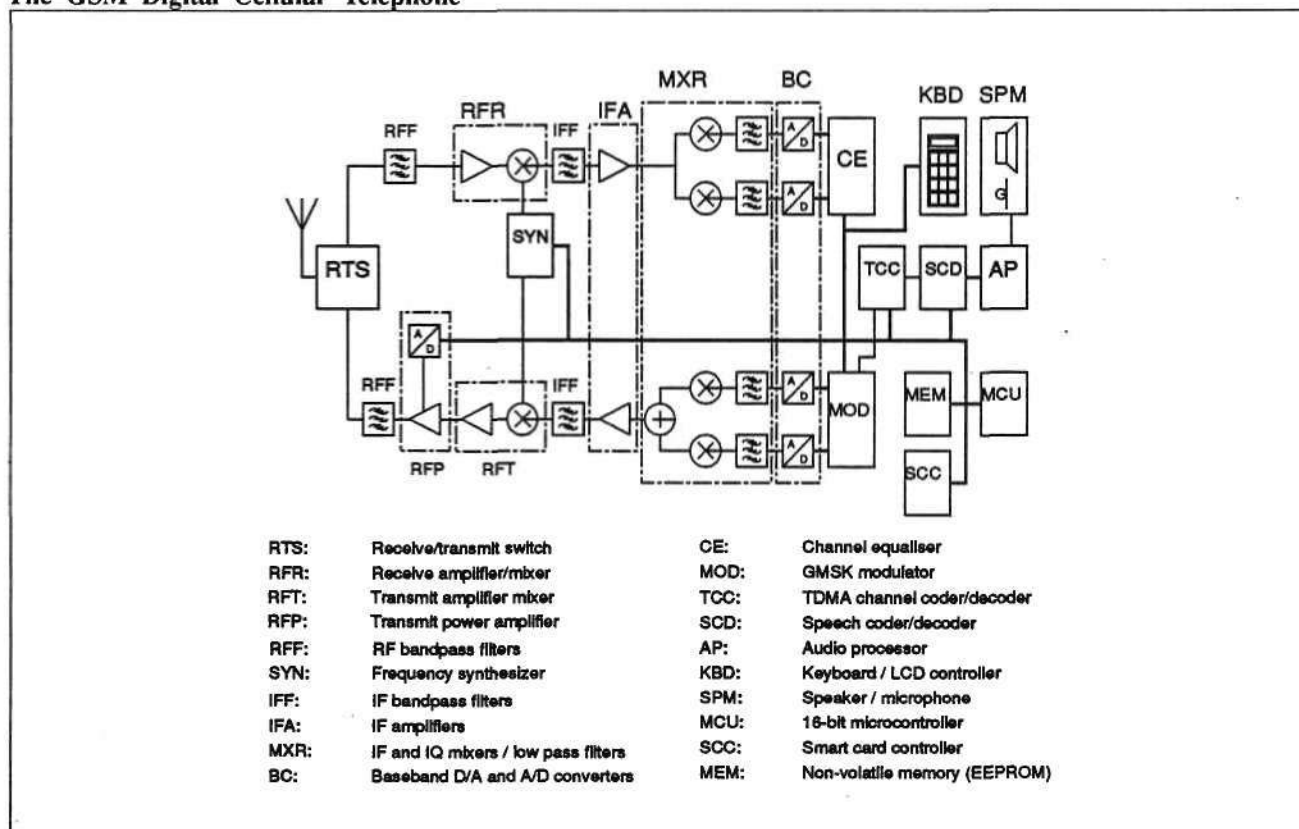 The GSM Digital Cellular Telephone
MXR BC
KBD SPM
RFR IFA
RFF IFF
A/D
CE
A/D
G
SYN
RTS
TCC SCD AP
A/D
RFF IFF
A/D
MOD MEM MCU
A/D
RFP RFT
SCC
RTS: Receive/transmit switch
RFR: Receive amplifier/mixer
RFT: Transmit amplifier mixer
RFP: Transmit power amplifier
RFF: RF bandpass filters
SYN: Frequency synthesizer
IFF: IF bandpass filters
IFA: IF amplifiers
MXR: IF and IQ mixers / low pass filters
BC: Baseband D/A and A/D converters
CE: Channel equaliser
MOD: GMSK modulator
TCC: TDMA channel coder/decoder
SCD: Speech coder/decoder
AP: Audio processor
KBD: Keyboard / LCD controller
SPM: Speaker / microphone
MCU: 16-bit microcontroller
SCC: Smart card controller
MEM: Non-volatile memory (EEPROM)